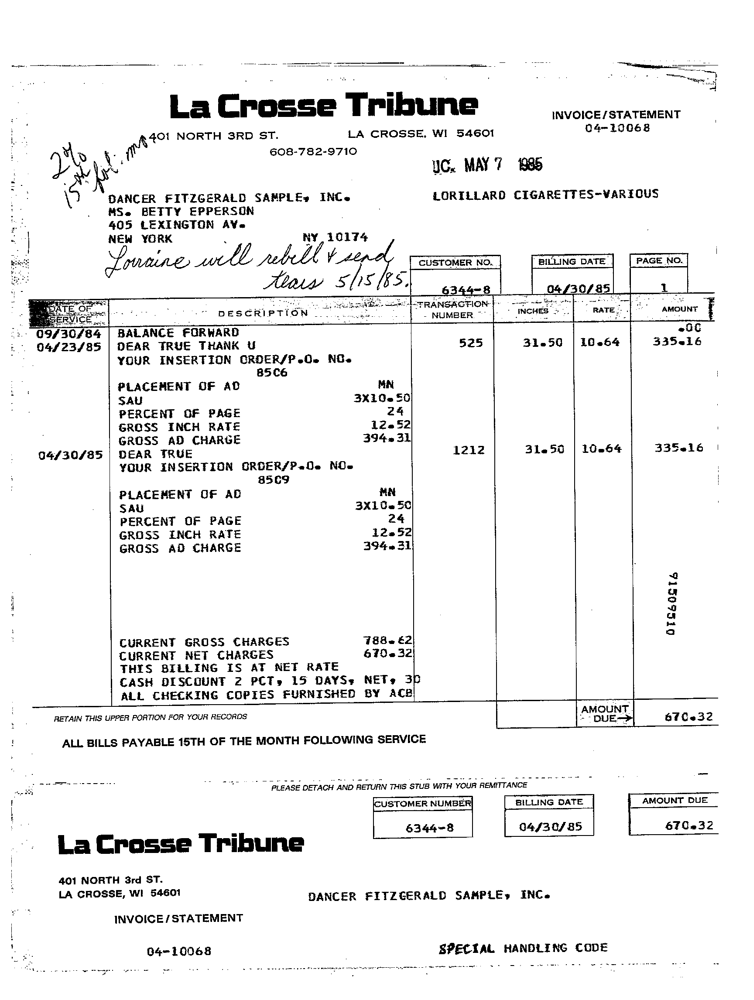 La Crosse Tribune
INVOICE/STATEMENT
401 NORTH 3RD ST. LA CROSSE, WI 54601
04-10068
608-782-9710
2%
15th fol. mo
UC. MAY 7 1985
DANCER FITZGERALD SAMPLE, INC. LORILLARD CIGARETTES-VARIOUS
MS. BETTY EPPERSON
405 LEXINGTON AV.
NEW YORK NY 10174
Lorraine will rebill & send
tears 5/15/85.
CUSTOMER NO. BILLING DATE PAGE NO.
6344-8 04/30/85 1
DATE OF SERVICE DESCRIPTION TRANSACTION NUMBER INCHES RATE AMOUNT
09/30/84 BALANCE FORWARD .00
04/23/85 DEAR TRUE THANK U 525 31.50 10.64 335.16
YOUR INSERTION ORDER/P.O. NO.
85C6
PLACEMENT OF AD MN
SAU 3X10.50
PERCENT OF PAGE 24
GROSS INCH RATE 12.52
GROSS AD CHARGE 394.31
04/30/85 DEAR TRUE 1212 31.50 10.64 335.16
YOUR INSERTION ORDER/P.O. NO.
85C9
PLACEMENT OF AD MN
SAU 3X10.50
PERCENT OF PAGE 24
GROSS INCH RATE 12.52
GROSS AD CHARGE 394.31
91509510
CURRENT GROSS CHARGES 788.62
CURRENT NET CHARGES 670.32
THIS BILLING IS AT NET RATE
CASH DISCOUNT 2 PCT, 15 DAYS, NET, 30
ALL CHECKING COPIES FURNISHED BY ACB
RETAIN THIS UPPER PORTION FOR YOUR RECORDS AMOUNT DUE→ 670.32
ALL BILLS PAYABLE 15TH OF THE MONTH FOLLOWING SERVICE
PLEASE DETACH AND RETURN THIS STUB WITH YOUR REMITTANCE
CUSTOMER NUMBER BILLING DATE AMOUNT DUE
6344-8 04/30/85 670.32
La Crosse Tribune
401 NORTH 3rd ST.
LA CROSSE, WI 54601 DANCER FITZGERALD SAMPLE, INC.
INVOICE/STATEMENT
04-10068 SPECIAL HANDLING CODE